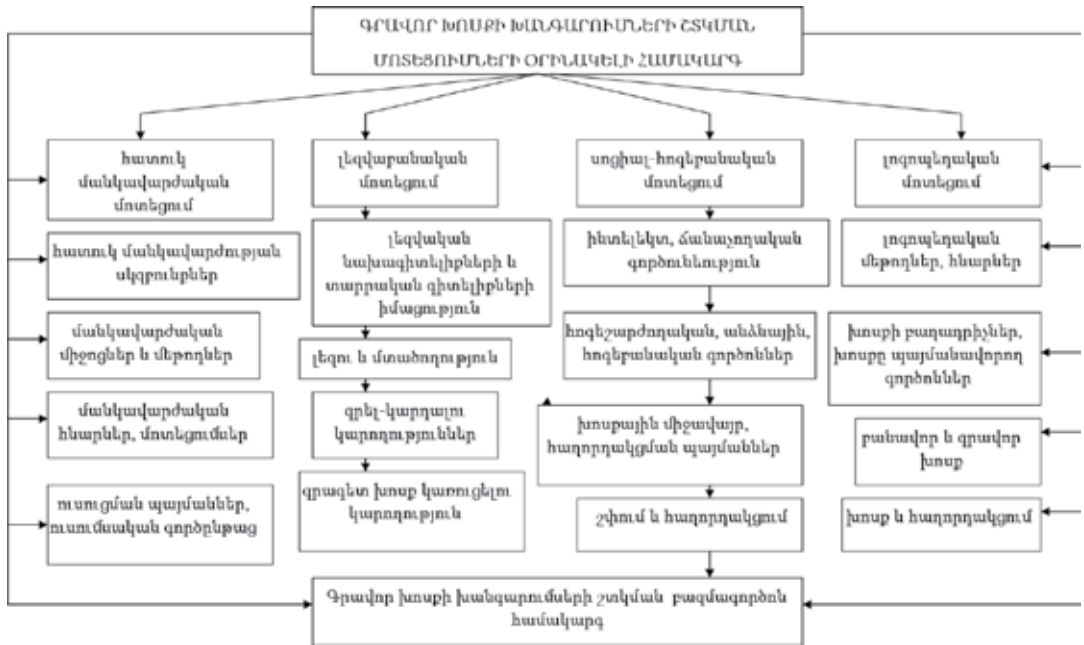 ԳՐԱՎՈՐ ԽՈՍՔԻ ԽԱՆԳԱՐՈՒՄՆԵՐԻ ՇՏԿՄԱՆ
ՄՈՏԵՑՈՒՄՆԵՐԻ ՕՐԻՆԱԿԵԼԻ ՀԱՄԱԿԱՐԳ
հատուկ
մանկավարժական
մոտեցում
հատուկ մանկավարժության
սկզբունքներ
մանկավարժական
միջոցներ և մեթոդներ
մանկավարժական
հնարներ, մոտեցումներ
ուսուցման պայմաններ,
ուսումնական գործընթաց
լեզվաբանական
մոտեցում
լեզվական
նախագիտելիքների և
տարրական գիտելիքների
իմացություն
լեզու և մտածողություն
գրել-կարդալու
կարողություններ
գրագետ խոսք կառուցելու
կարողություն
սոցիալ-հոգեբանական
մոտեցում
ինտելեկտ, ճանաչողական
գործունեություն
հոգեշարժողական, անձնային,
հոգեբանական գործոններ
խոսքային միջավայր,
հաղորդակցման պայմաններ
շփում և հաղորդակցում
լոգոպեդական
մոտեցում
լոգոպեդական
մեթոդներ, հնարներ
խոսքի բաղադրիչներ,
խոսքը պայմանավորող
գործոններ
բանավոր և գրավոր
խոսք
խոսք և հաղորդակցում
Գրավոր խոսքի խանգարումների շտկման բազմագործոն
համակարգ